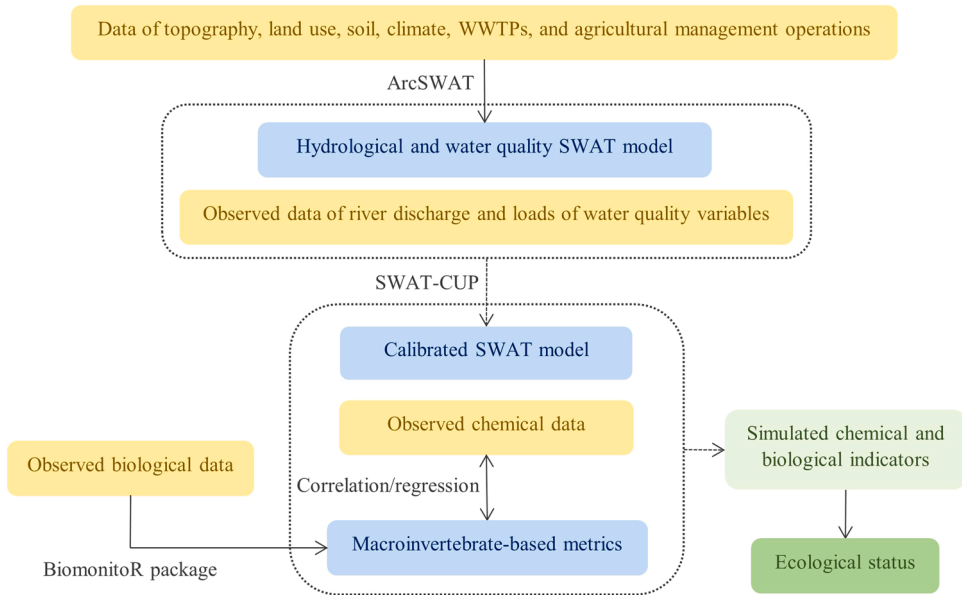 Data of topography, land use, soil, climate, WWTPs, and agricultural management operations
ArcSWAT
Hydrological and water quality SWAT model
Observed data of river discharge and loads of water quality variables
SWAT-CUP
Calibrated SWAT model
Observed chemical data
Simulated chemical and
biological indicators
Observed biological data
Correlation/regression
Macroinvertebrate-based metrics
BiomonitoR package
Ecological status